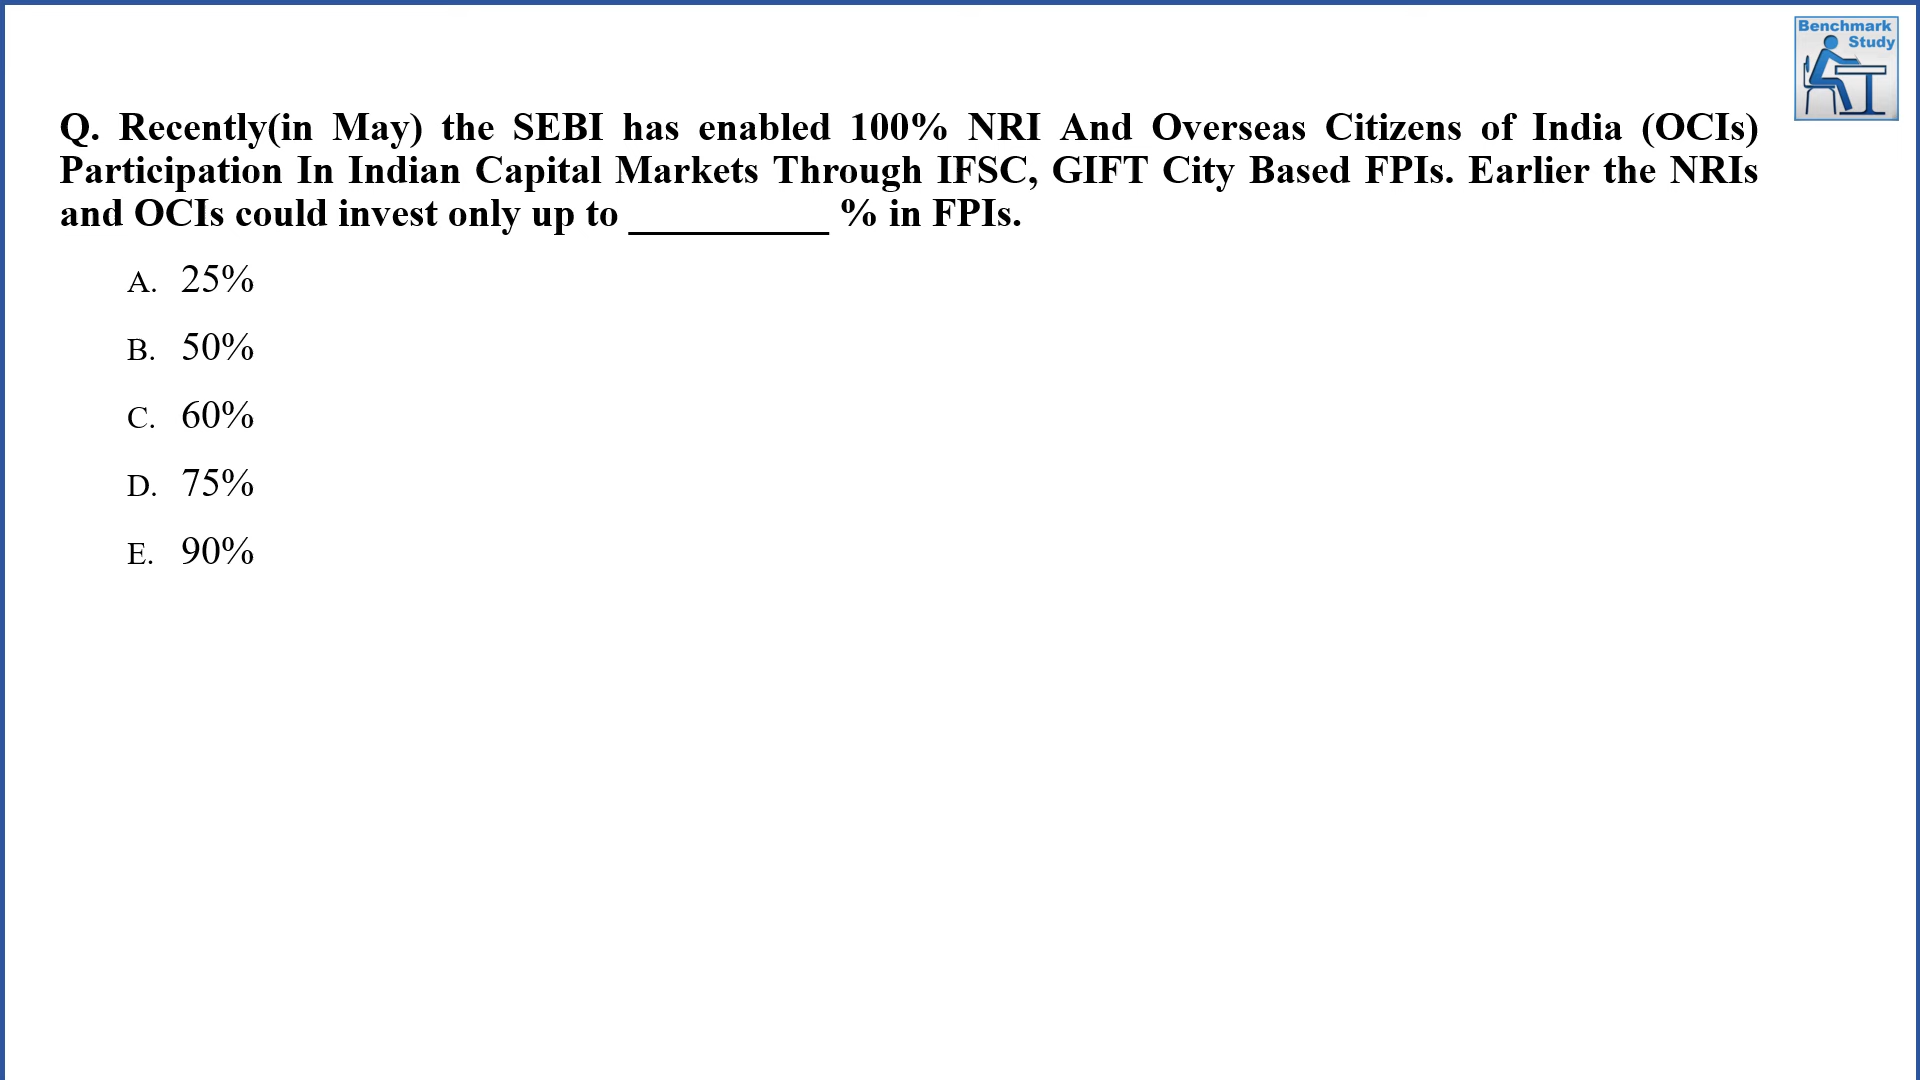 Benchmark
Study
Q. Recently(in May) the SEBI has enabled 100% NRI And Overseas Citizens of India (OCIs)
Participation In Indian Capital Markets Through IFSC, GIFT City Based FPIs. Earlier the NRIs
and OCIs could invest only up to __________ % in FPIs.
A. 25%
B. 50%
C. 60%
D. 75%
E. 90%